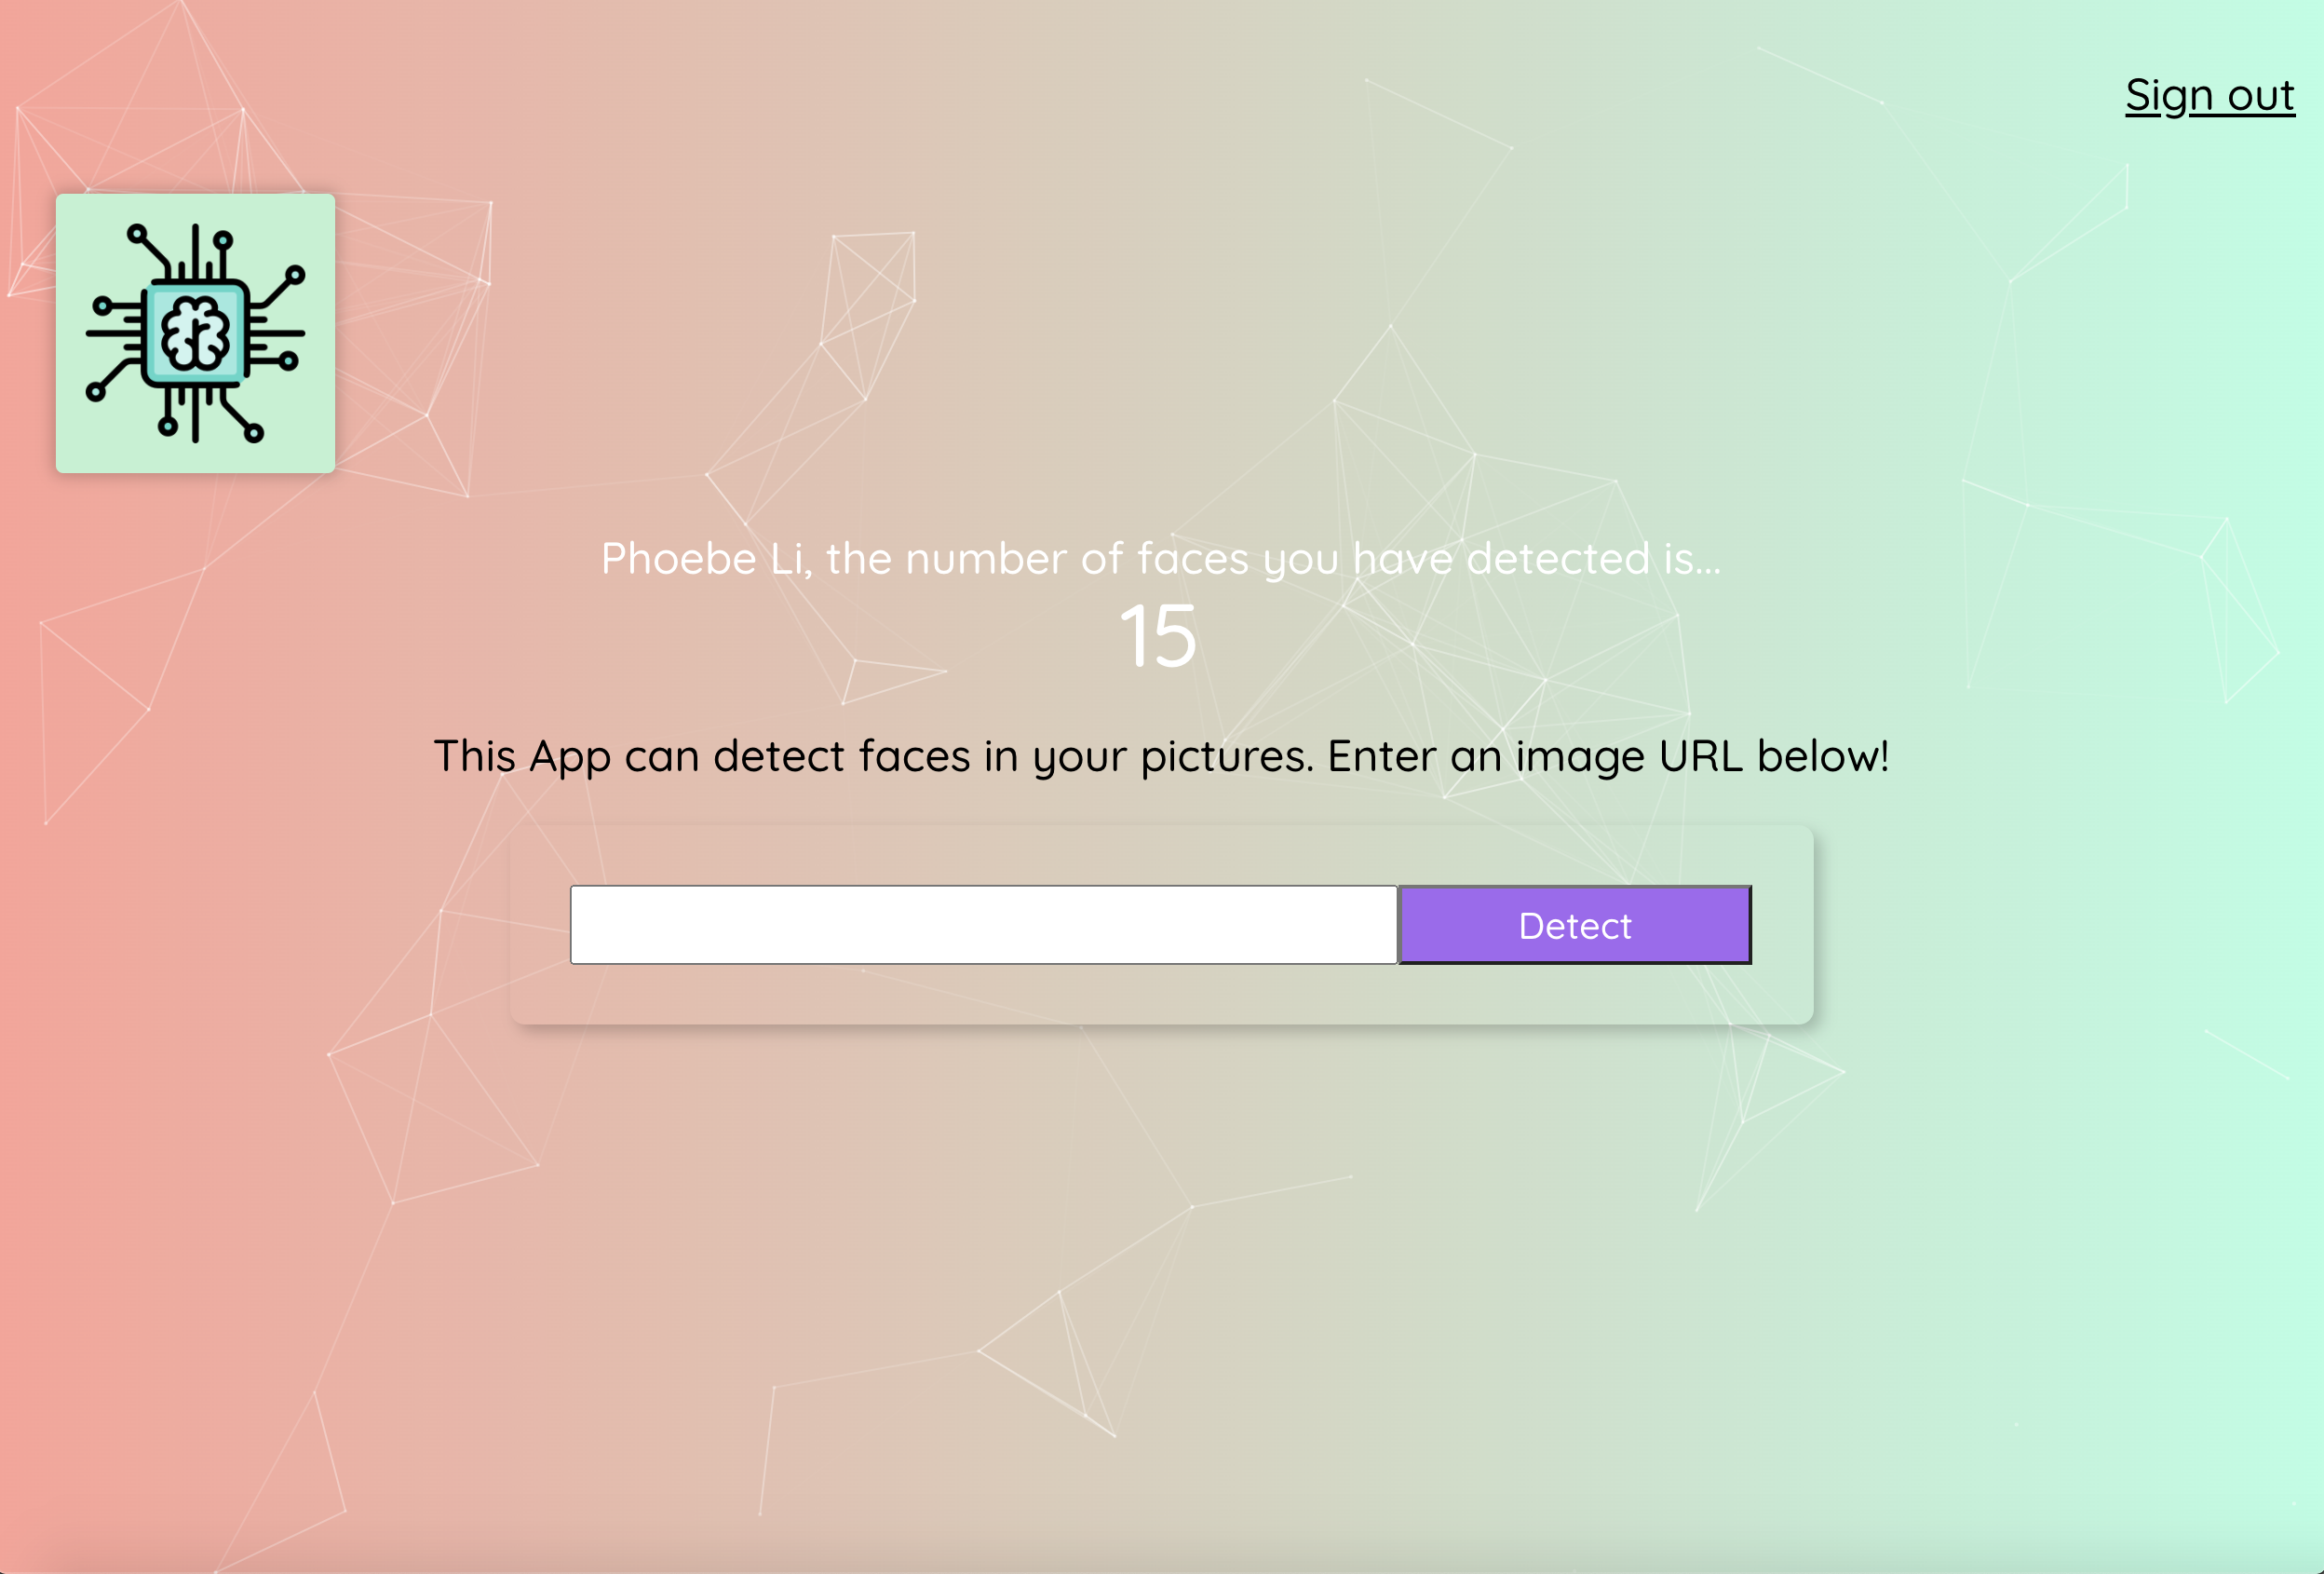 Sign out
Phoebe Li, the number of faces you have detected is...
15
This App can detect faces in your pictures. Enter an image URL below!
Detect